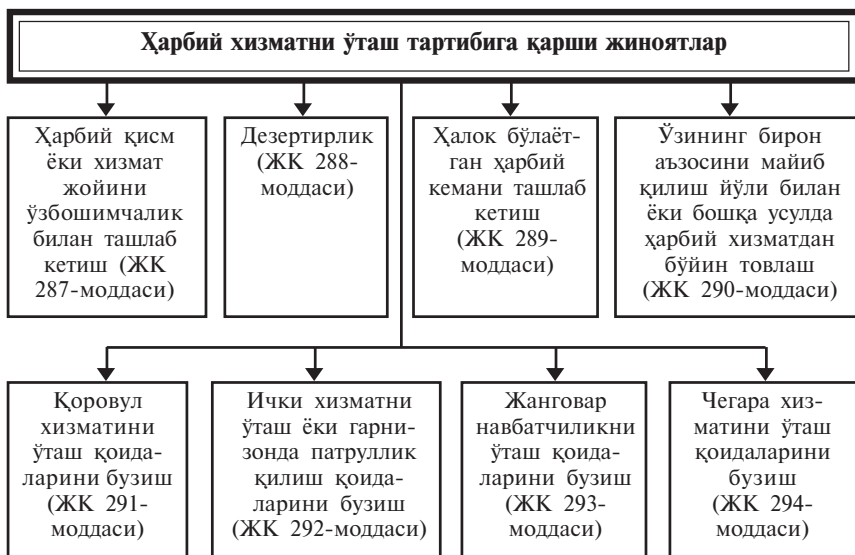 Ҳарбий хизматни ўташ тартибига қарши жиноятлар
Ҳарбий қисм
ёки хизмат
жойини
ўзбошимчалик
билан ташлаб
кетиш (ЖК
287-моддаси)
Дезертирлик
(ЖК 288-
моддаси)
Ҳалок бўлаёт-
ган ҳарбий
кемани ташлаб
кетиш
(ЖК 289-
моддаси)
Ўзининг бирон
аъзосини майиб
қилиш йўли билан
ёки бошқа усулда
ҳарбий хизматдан
бўйин товлаш
(ЖК 290-моддаси)
Қоровул
хизматини
ўташ қоида-
ларини бузиш
(ЖК 291-
моддаси)
Ички хизматни
ўташ ёки гарни-
зонда патруллик
қилиш қоида-
ларини бузиш
(ЖК 292-моддаси)
Жанговар
навбатчиликни
ўташ қоида-
ларини бузиш
(ЖК 293-
моддаси)
Чегара хиз-
матини ўташ
қоидаларини
бузиш
(ЖК 294-
моддаси)